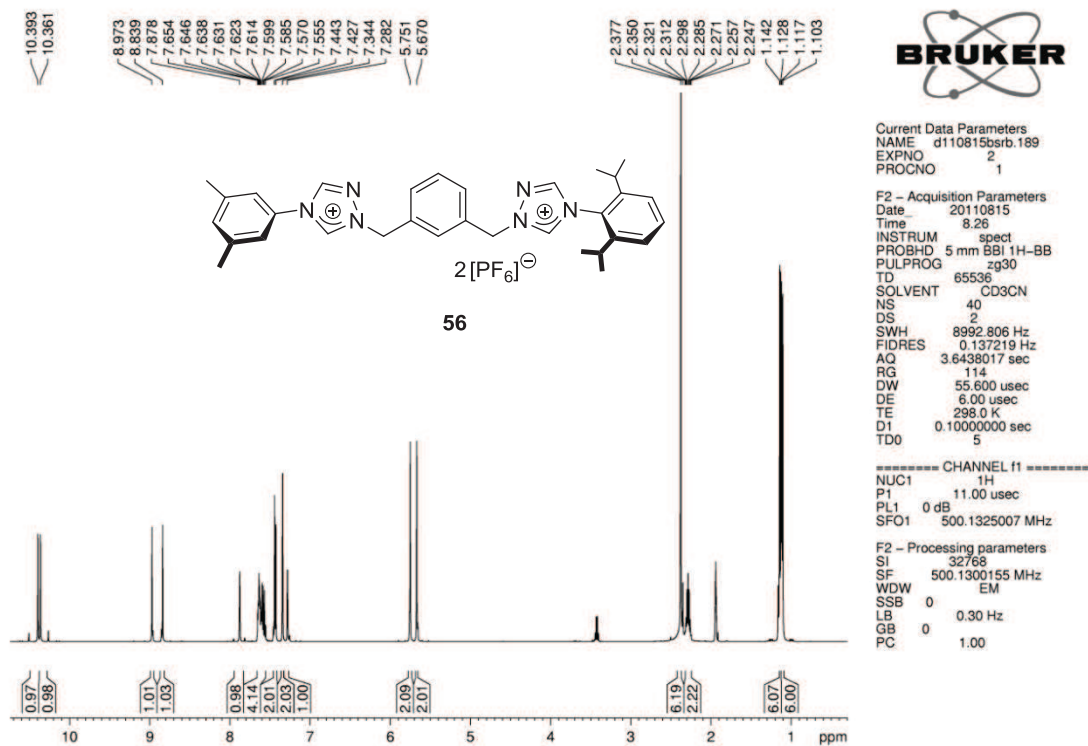 10.393
10.361
8.973
8.839
7.878
7.654
7.646
7.638
7.631
7.623
7.614
7.599
7.585
7.570
7.555
7.443
7.427
7.344
7.282
5.751
5.670
2.377
2.350
2.321
2.312
2.298
2.285
2.271
2.257
2.247
1.142
1.128
1.117
1.103
BRUKER
N N N N N N
+ +
2 [PF6]⊖
56
Current Data Parameters
NAME d110815bsrb.189
EXPNO 2
PROCNO 1
F2 - Acquisition Parameters
Date_ 20110815
Time 8.26
INSTRUM spect
PROBHD 5 mm BBI 1H-BB
PULPROG zg30
TD 65536
SOLVENT CD3CN
NS 40
DS 2
SWH 8992.806 Hz
FIDRES 0.137219 Hz
AQ 3.6438017 sec
RG 114
DW 55.600 usec
DE 6.00 usec
TE 298.0 K
D1 0.10000000 sec
TD0 5
======== CHANNEL f1 ========
NUC1 1H
P1 11.00 usec
PL1 0 dB
SFO1 500.1325007 MHz
F2 - Processing parameters
SI 32768
SF 500.1300155 MHz
WDW EM
SSB 0
LB 0.30 Hz
GB 0
PC 1.00
0.97 0.98 1.01 1.03 0.98 4.14 2.01 2.03 1.00 2.09 2.01 6.19 2.22 6.07 6.00
10 9 8 7 6 5 4 3 2 1 ppm